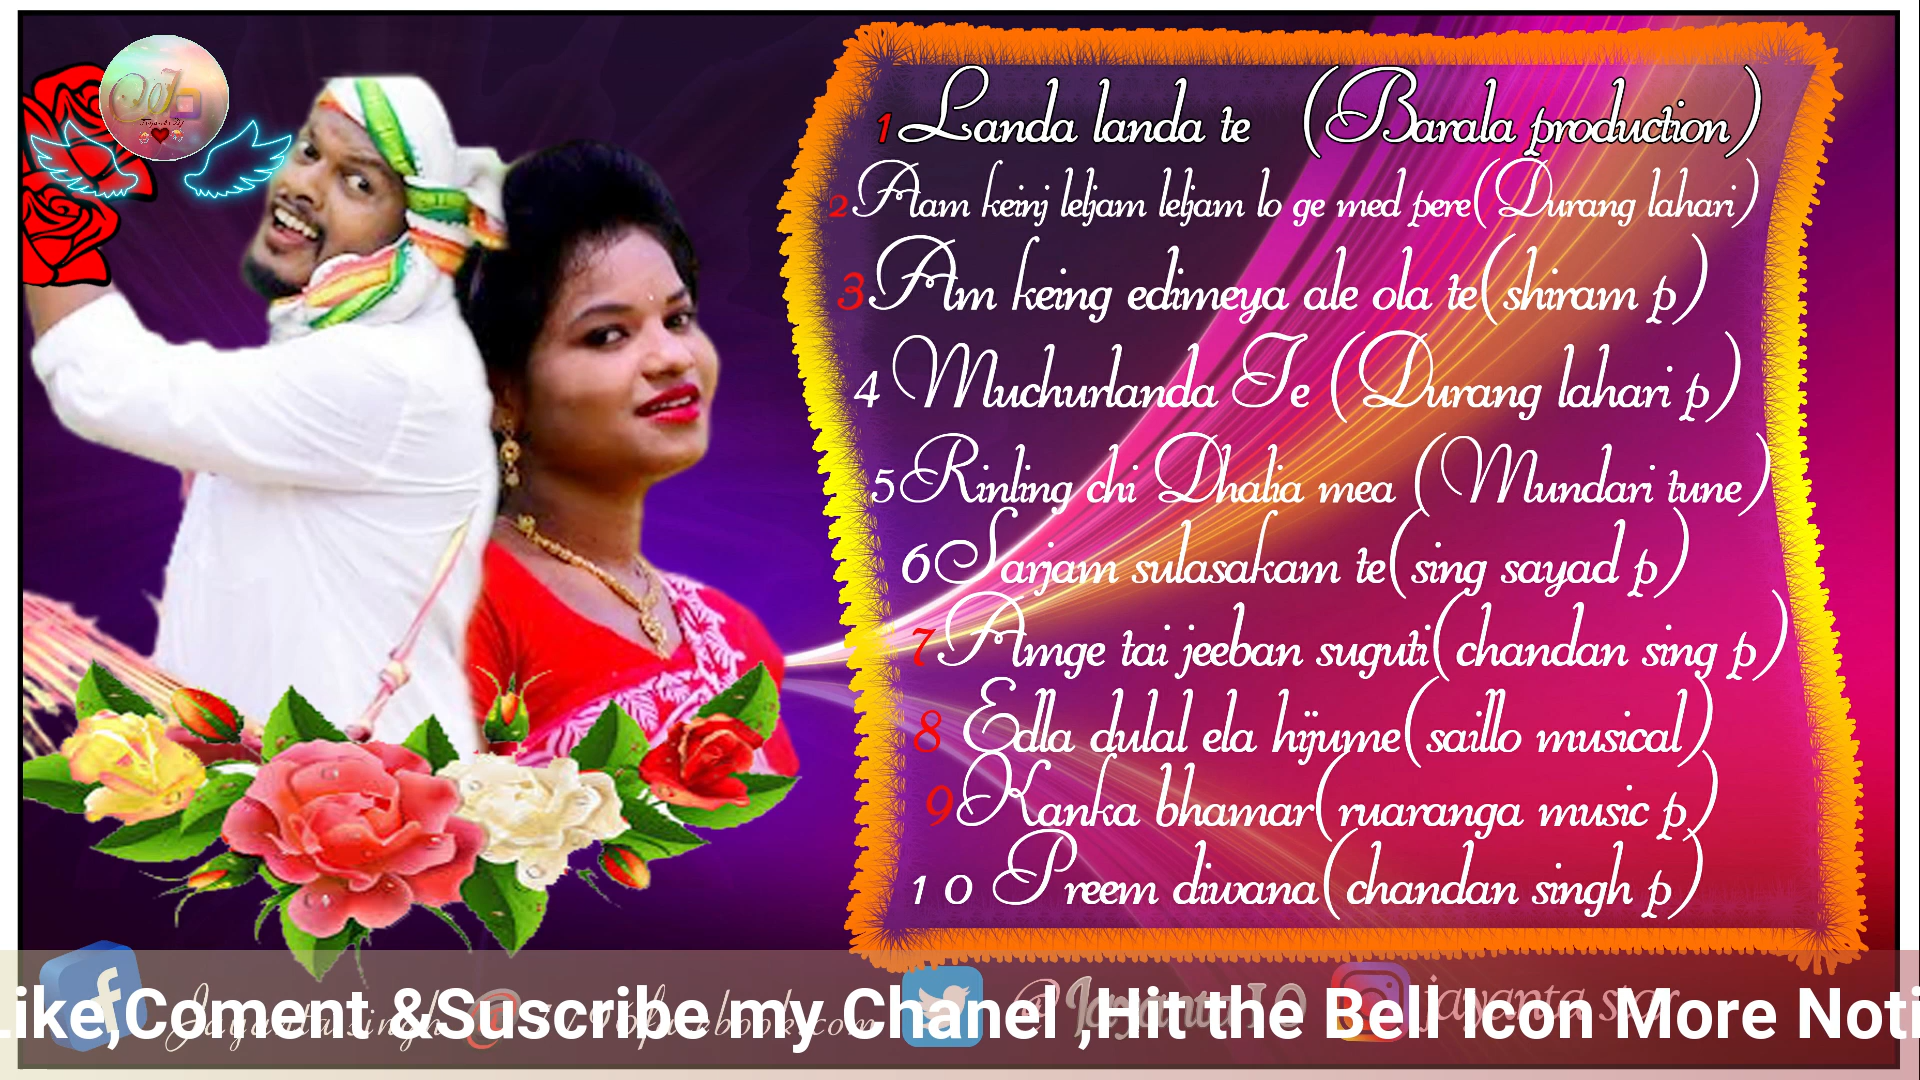 1 Landa landa te (Barala production)
2 Aam keinj leljam leljam lo ge med pere(Durang lahari)
3 Am keing edimeya ale ola te(shiram p)
4 Muchurlanda Te (Durang lahari p)
5 Rinling chi Dhalia mea (Mundari tune)
6 Sarjam sulasakam te(sing sayad p)
7 Amge tai jeeban suguti(chandan sing p)
8 Edla dulal ela hijume(saillo musical)
9 Kanka bhamar(ruaranga music p)
10 Preem diwana(chandan singh p)
Like,Coment &Suscribe my Chanel ,Hit the Bell Icon More Noti
jayanta star